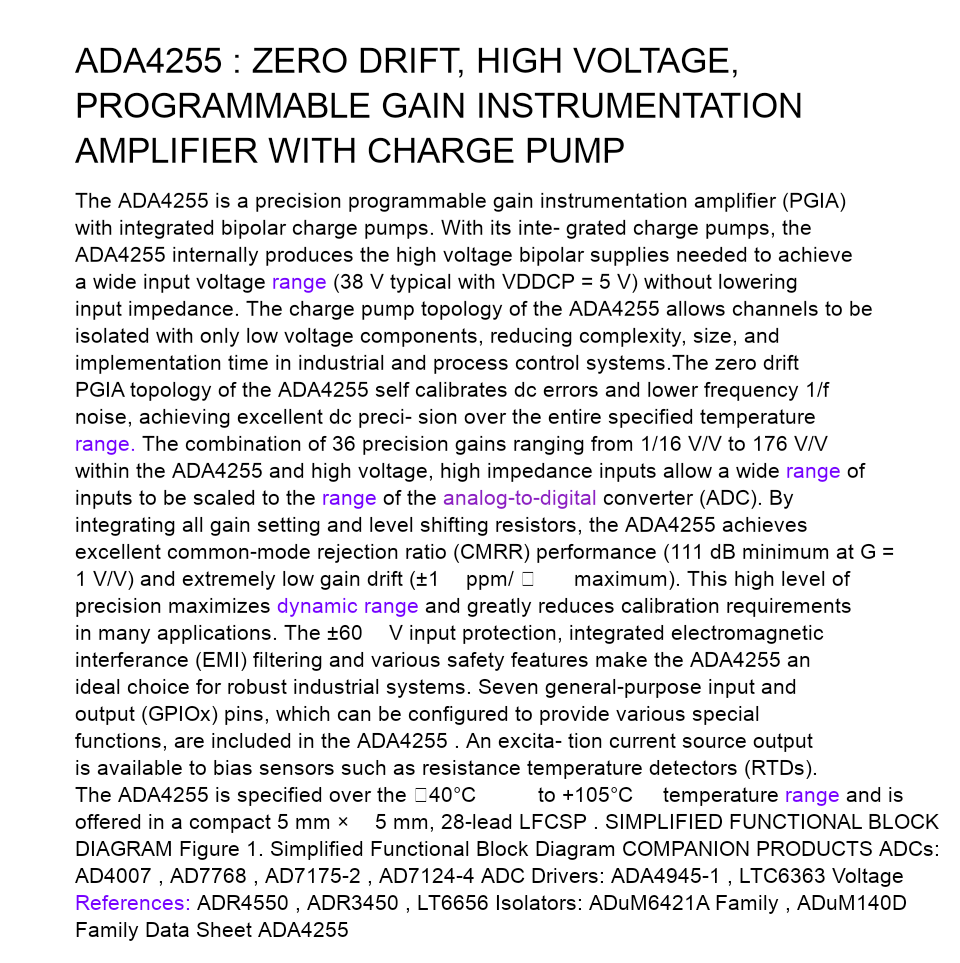 ADA4255 : ZERO DRIFT, HIGH VOLTAGE,
PROGRAMMABLE GAIN INSTRUMENTATION
AMPLIFIER WITH CHARGE PUMP
The ADA4255 is a precision programmable gain instrumentation amplifier (PGIA)
with integrated bipolar charge pumps. With its inte- grated charge pumps, the
ADA4255 internally produces the high voltage bipolar supplies needed to achieve
a wide input voltage range (38 V typical with VDDCP = 5 V) without lowering
input impedance. The charge pump topology of the ADA4255 allows channels to be
isolated with only low voltage components, reducing complexity, size, and
implementation time in industrial and process control systems.The zero drift
PGIA topology of the ADA4255 self calibrates dc errors and lower frequency 1/f
noise, achieving excellent dc preci- sion over the entire specified temperature
range. The combination of 36 precision gains ranging from 1/16 V/V to 176 V/V
within the ADA4255 and high voltage, high impedance inputs allow a wide range of
inputs to be scaled to the range of the analog-to-digital converter (ADC). By
integrating all gain setting and level shifting resistors, the ADA4255 achieves
excellent common-mode rejection ratio (CMRR) performance (111 dB minimum at G =
1 V/V) and extremely low gain drift (±1 ppm/ □ maximum). This high level of
precision maximizes dynamic range and greatly reduces calibration requirements
in many applications. The ±60 V input protection, integrated electromagnetic
interferance (EMI) filtering and various safety features make the ADA4255 an
ideal choice for robust industrial systems. Seven general-purpose input and
output (GPIOx) pins, which can be configured to provide various special
functions, are included in the ADA4255 . An excita- tion current source output
is available to bias sensors such as resistance temperature detectors (RTDs).
The ADA4255 is specified over the □40°C to +105°C temperature range and is
offered in a compact 5 mm × 5 mm, 28-lead LFCSP . SIMPLIFIED FUNCTIONAL BLOCK
DIAGRAM Figure 1. Simplified Functional Block Diagram COMPANION PRODUCTS ADCs:
AD4007 , AD7768 , AD7175-2 , AD7124-4 ADC Drivers: ADA4945-1 , LTC6363 Voltage
References: ADR4550 , ADR3450 , LT6656 Isolators: ADuM6421A Family , ADuM140D
Family Data Sheet ADA4255